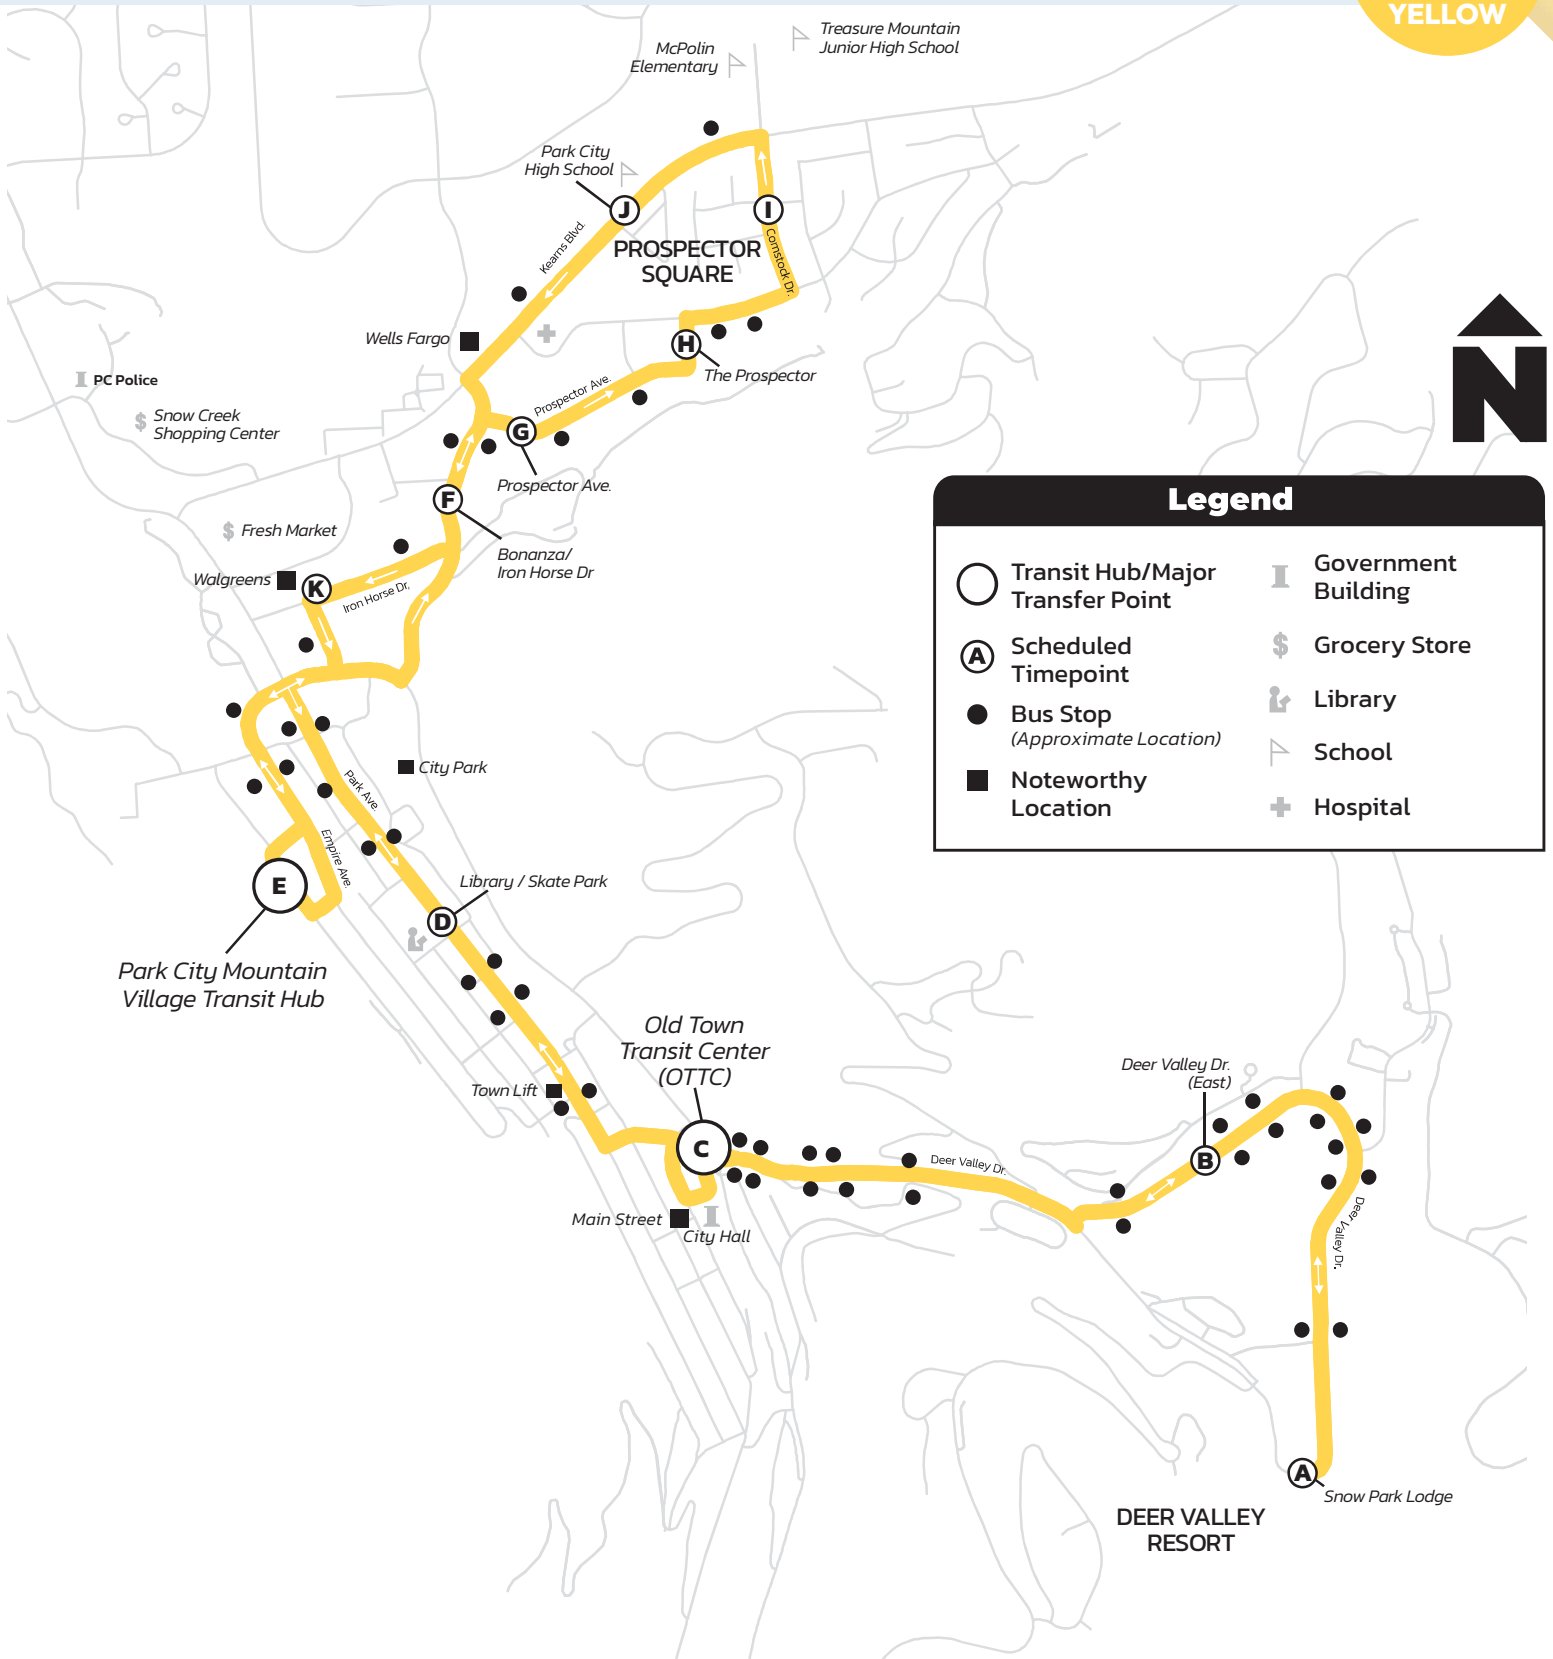 YELLOW
Treasure Mountain
Junior High School
McPolin
Elementary
Park City
High School
J
I
PROSPECTOR
SQUARE
Kearns Blvd.
Comstock Dr.
Wells Fargo
H
The Prospector
PC Police
Snow Creek
$
Shopping Center
Prospector Ave.
G
Prospector Ave.
F
$ Fresh Market
Bonanza/
Iron Horse Dr
Walgreens
K
Iron Horse Dr,
N
Legend
Transit Hub/Major
Transfer Point
A
Scheduled
Timepoint
Bus Stop
(Approximate Location)
Noteworthy
Location
Government
Building
$
Grocery Store
Library
School
Hospital
City Park
Park Ave.
Empire Ave.
E
Library / Skate Park
D
Park City Mountain
Village Transit Hub
Old Town
Transit Center
(OTTC)
Town Lift
C
Deer Valley Dr.
Deer Valley Dr.
(East)
B
Deer Valley Dr.
Main Street
City Hall
A
Snow Park Lodge
DEER VALLEY
RESORT